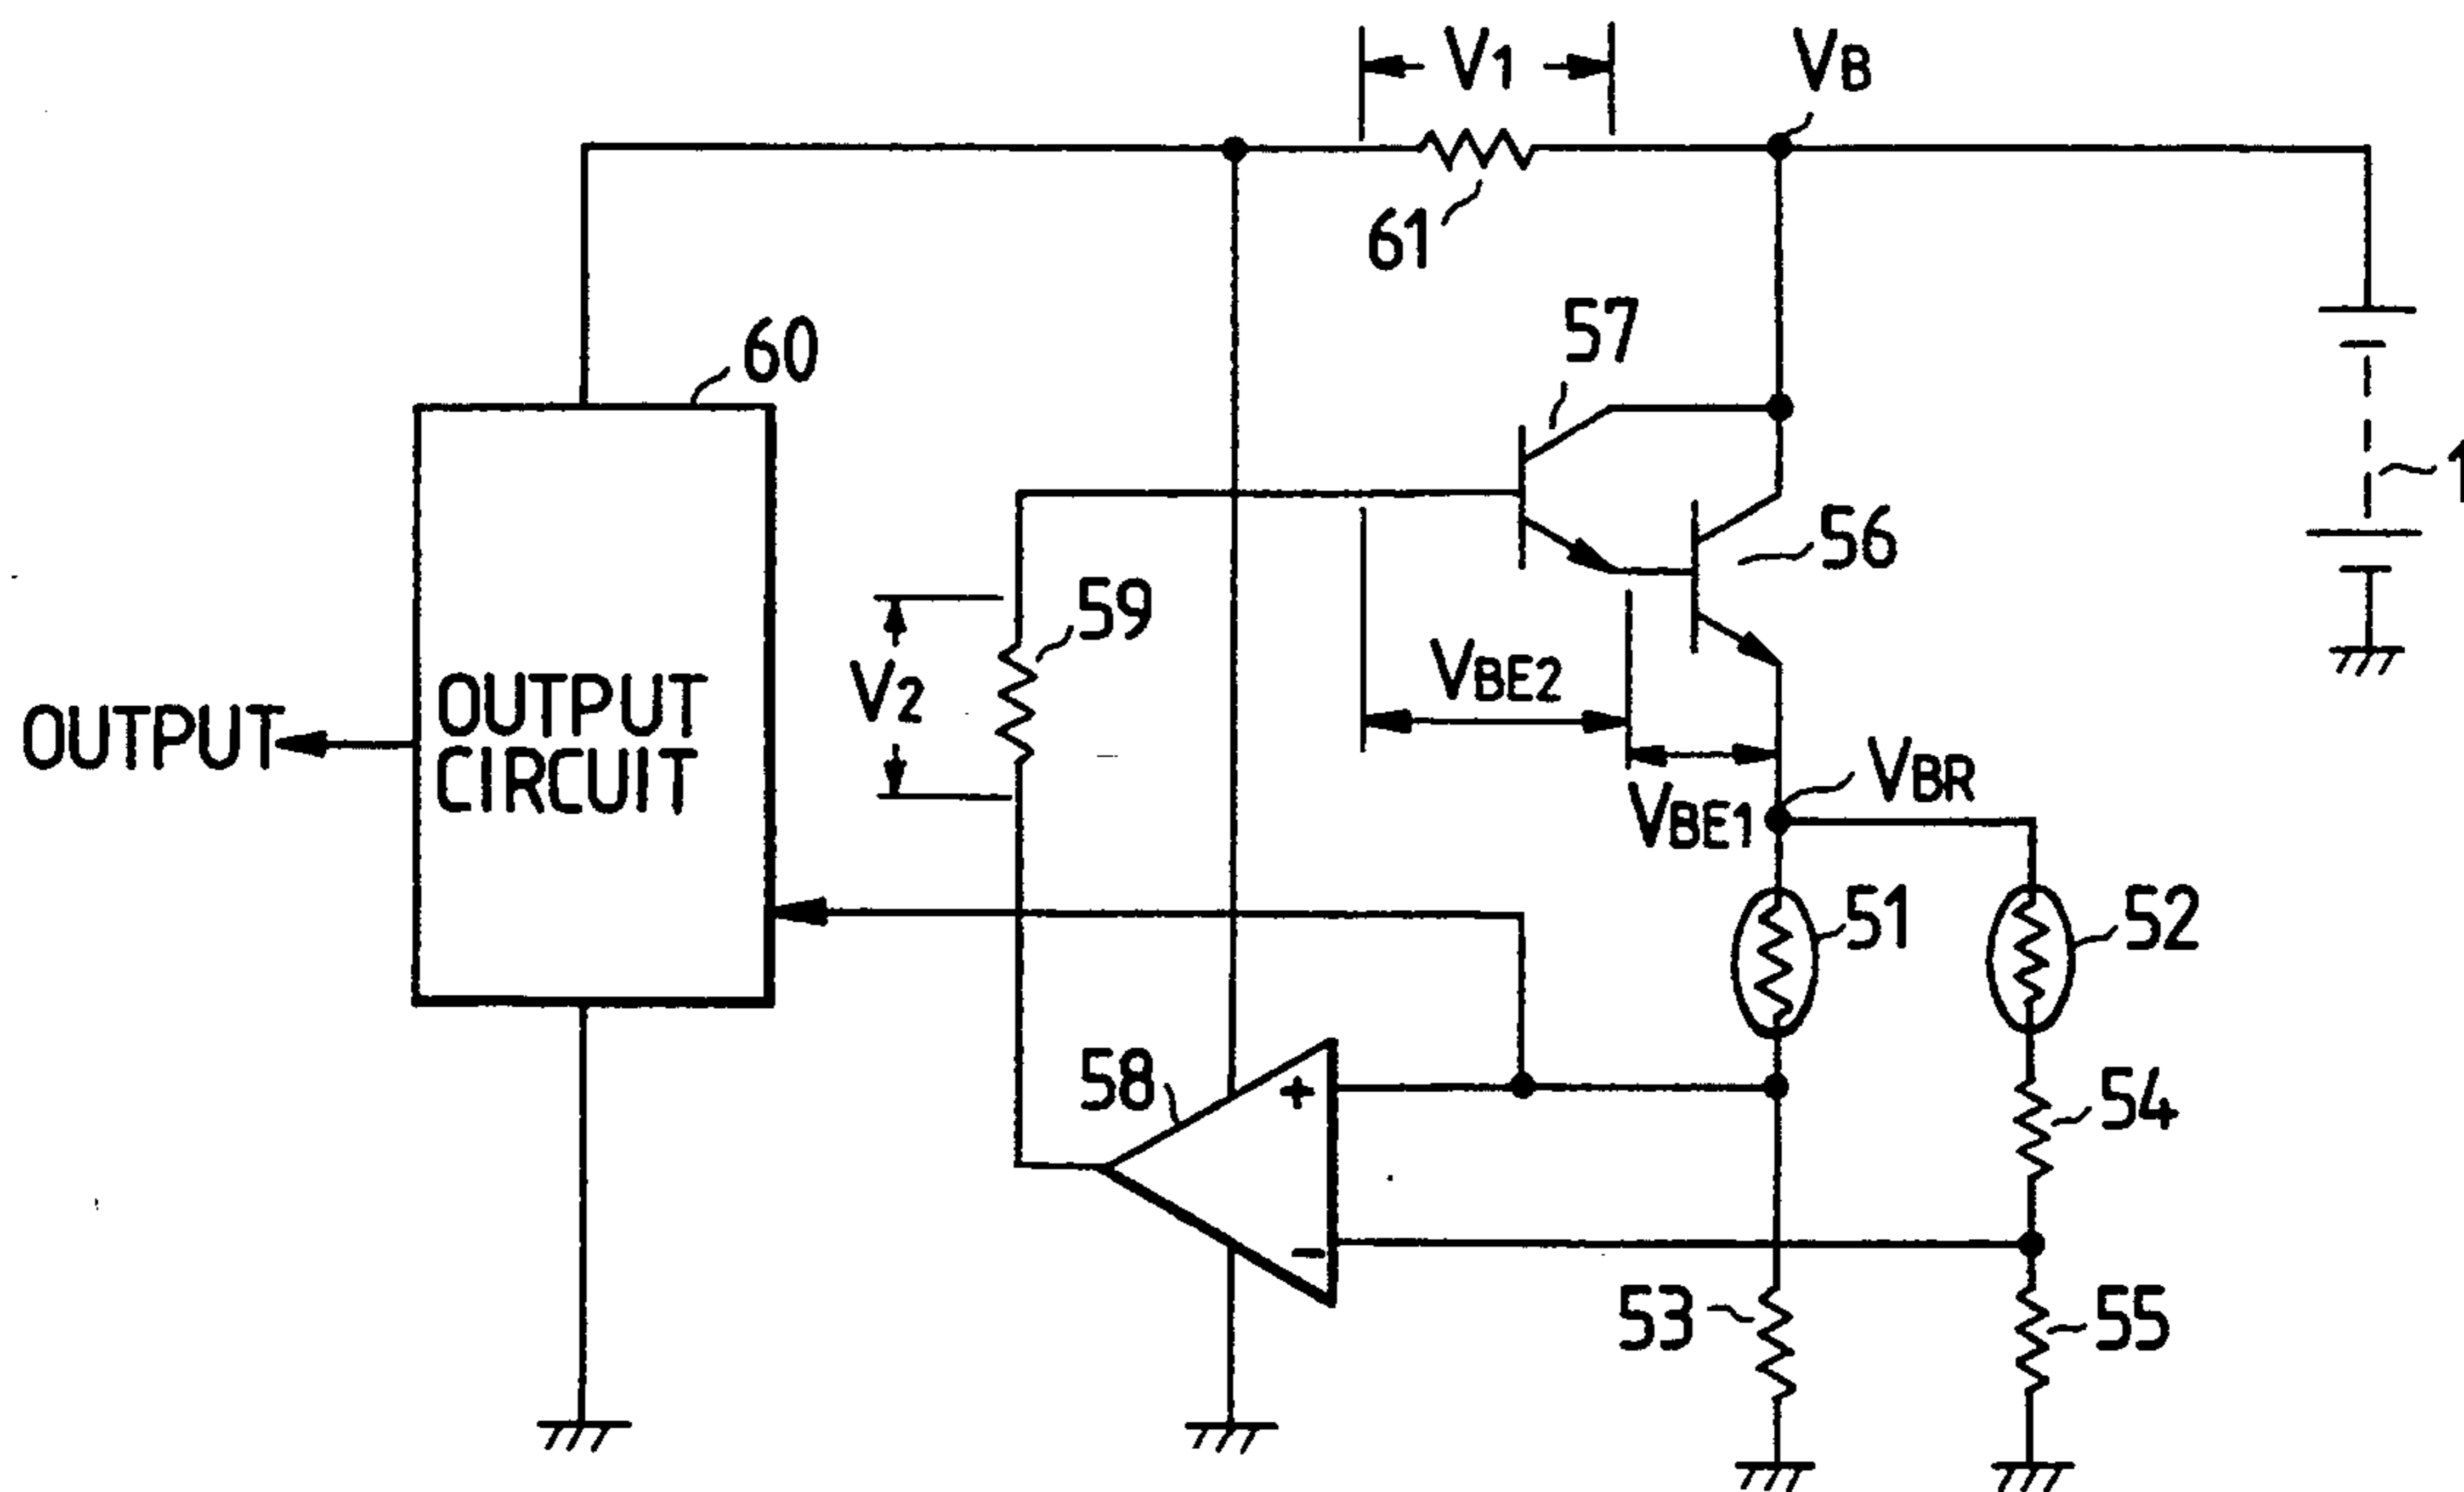 V1
VB
61
57
60
1
56
59
VBE2
V2
OUTPUT
OUTPUT
CIRCUIT
VBR
VBE1
51
52
58
+
54
-
53
55